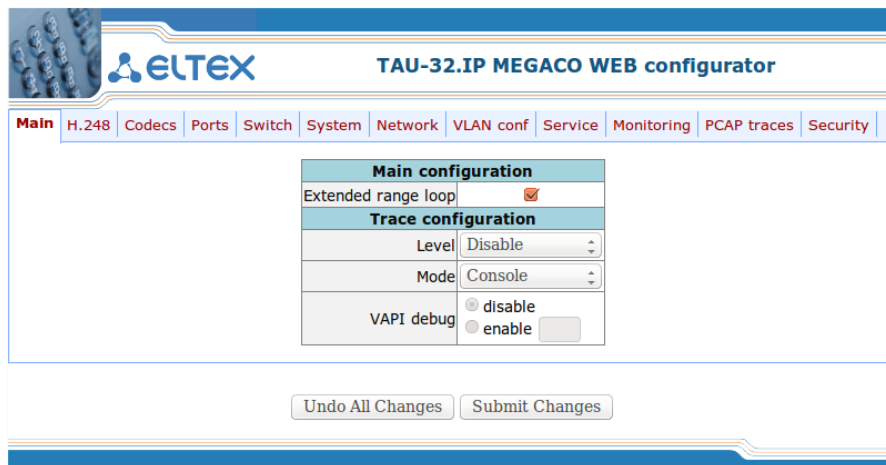 ELTEX
TAU-32.IP MEGACO WEB configurator
Main H.248 Codecs Ports Switch System Network VLAN conf Service Monitoring PCAP traces Security
Main configuration
Extended range loop
Trace configuration
Level Disable
Mode Console
VAPI debug disable
enable
Undo All Changes Submit Changes